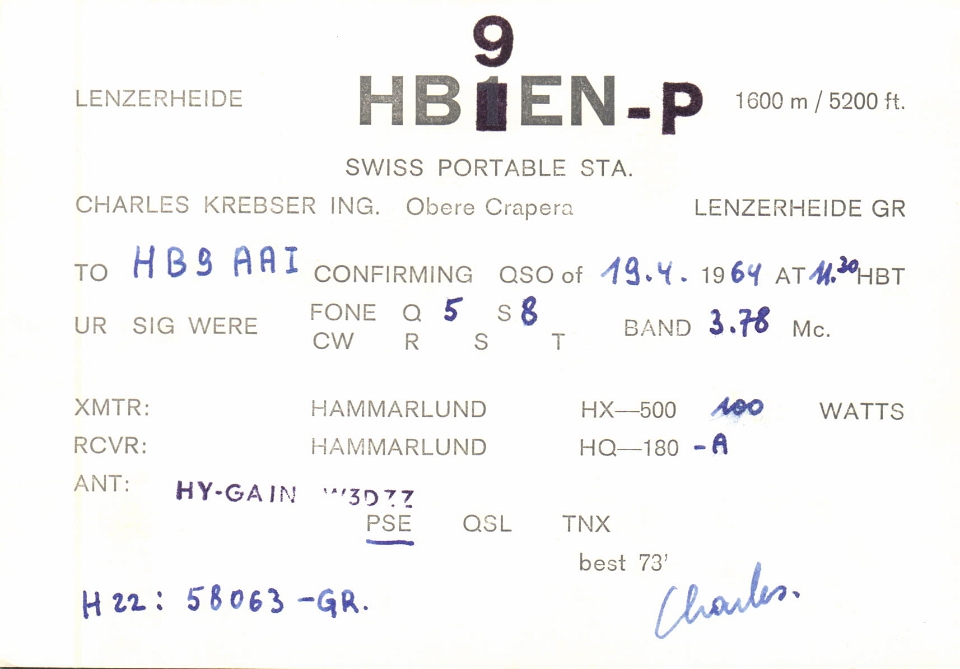 9
LENZERHEIDE HB1EN-P 1600 m / 5200 ft.
SWISS PORTABLE STA.
CHARLES KREBSER ING. Obere Crapera LENZERHEIDE GR
TO HB9AAI CONFIRMING QSO of 19.4. 1964 AT 11.30 HBT
UR SIG WERE FONE Q 5 S 8 BAND 3.78 Mc.
CW R S T
XMTR: HAMMARLUND HX—500 100 WATTS
RCVR: HAMMARLUND HQ—180 -A
ANT: HY-GAIN W3DZZ
PSE QSL TNX
best 73'
H22: 58063 -GR. Charles.